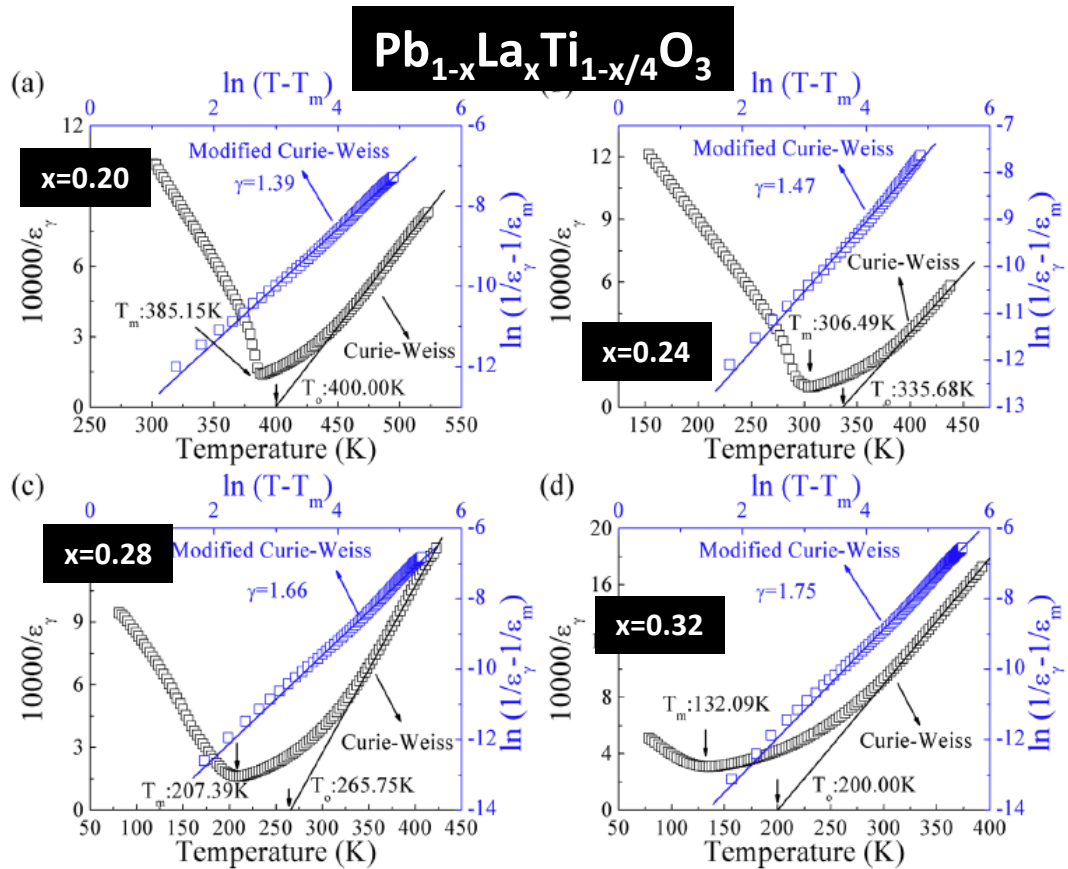 Pb1-xLaxTi1-x/4O3
(a)
ln (T-Tm)
0 2 4 6
12
9
6
3
0
10000/εγ
x=0.20
Modified Curie-Weiss
γ=1.39
Tm:385.15K
Curie-Weiss
To:400.00K
-6
-8
-10
-12
ln (1/εγ-1/εm)
250 300 350 400 450 500 550
Temperature (K)
ln (T-Tm)
0 2 4 6
12
9
6
3
0
10000/εγ
Modified Curie-Weiss
γ=1.47
Curie-Weiss
Tm:306.49K
x=0.24
To:335.68K
-7
-8
-9
-10
-11
-12
-13
ln (1/εγ-1/εm)
150 200 250 300 350 400 450
Temperature (K)
(c)
ln (T-Tm)
0 2 4 6
9
6
3
0
10000/εγ
x=0.28
Modified Curie-Weiss
γ=1.66
Curie-Weiss
Tm:207.39K
To:265.75K
-6
-8
-10
-12
-14
ln (1/εγ-1/εm)
50 100 150 200 250 300 350 400 450
Temperature (K)
(d)
ln (T-Tm)
0 2 4 6
20
16
8
4
0
10000/εγ
Modified Curie-Weiss
γ=1.75
x=0.32
Tm:132.09K
Curie-Weiss
To:200.00K
-6
-8
-10
-12
-14
ln (1/εγ-1/εm)
50 100 150 200 250 300 350 400
Temperature (K)